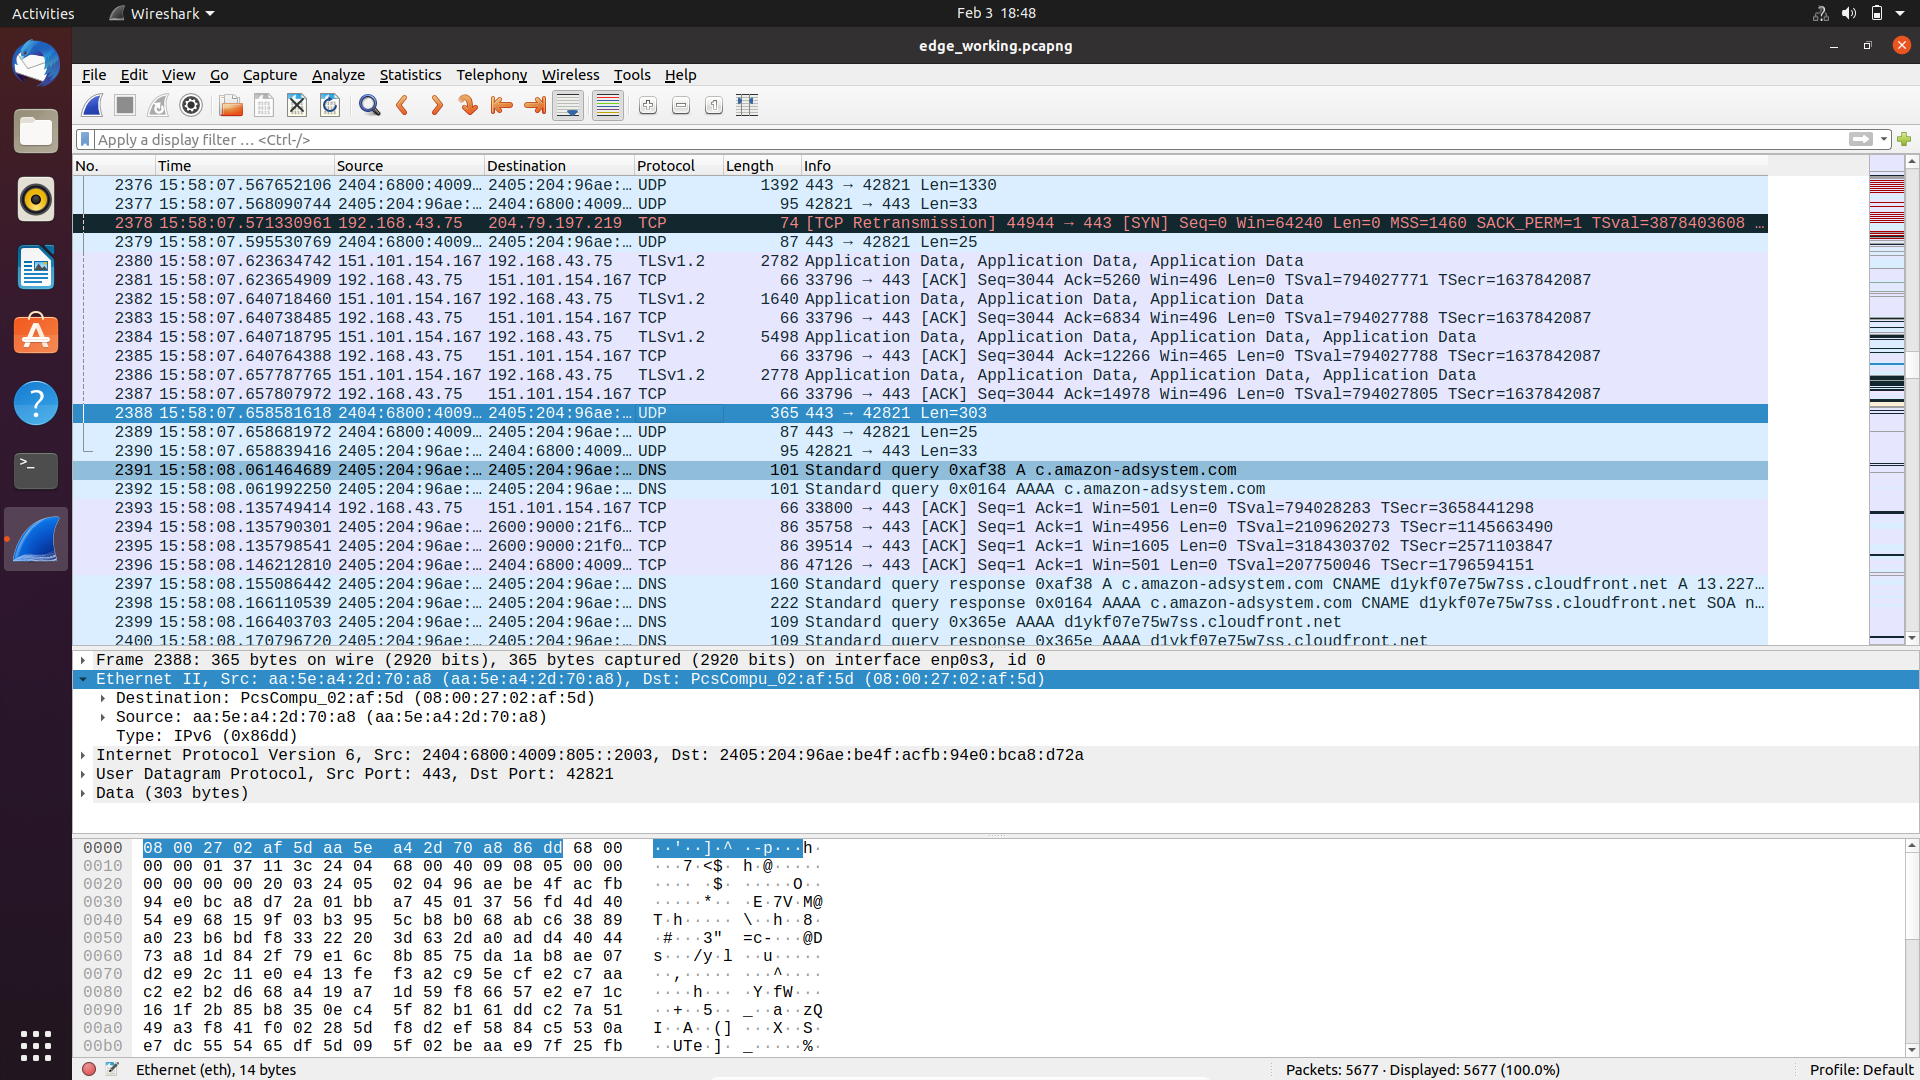 Activities Wireshark Feb 3 18:48
edge_working.pcapng
File Edit View Go Capture Analyze Statistics Telephony Wireless Tools Help
Apply a display filter … <Ctrl-/>
No. Time Source Destination Protocol Length Info
2376 15:58:07.567652106 2404:6800:4009… 2405:204:96ae:… UDP 1392 443 → 42821 Len=1330
2377 15:58:07.568090744 2405:204:96ae:… 2404:6800:4009… UDP 95 42821 → 443 Len=33
2378 15:58:07.571330961 192.168.43.75 204.79.197.219 TCP 74 [TCP Retransmission] 44944 → 443 [SYN] Seq=0 Win=64240 Len=0 MSS=1460 SACK_PERM=1 TSval=3878403608 …
2379 15:58:07.595530769 2404:6800:4009… 2405:204:96ae:… UDP 87 443 → 42821 Len=25
2380 15:58:07.623634742 151.101.154.167 192.168.43.75 TLSv1.2 2782 Application Data, Application Data, Application Data
2381 15:58:07.623654909 192.168.43.75 151.101.154.167 TCP 66 33796 → 443 [ACK] Seq=3044 Ack=5260 Win=496 Len=0 TSval=794027771 TSecr=1637842087
2382 15:58:07.640718460 151.101.154.167 192.168.43.75 TLSv1.2 1640 Application Data, Application Data, Application Data
2383 15:58:07.640738485 192.168.43.75 151.101.154.167 TCP 66 33796 → 443 [ACK] Seq=3044 Ack=6834 Win=496 Len=0 TSval=794027788 TSecr=1637842087
2384 15:58:07.640718795 151.101.154.167 192.168.43.75 TLSv1.2 5498 Application Data, Application Data, Application Data, Application Data
2385 15:58:07.640764388 192.168.43.75 151.101.154.167 TCP 66 33796 → 443 [ACK] Seq=3044 Ack=12266 Win=465 Len=0 TSval=794027788 TSecr=1637842087
2386 15:58:07.657787765 151.101.154.167 192.168.43.75 TLSv1.2 2778 Application Data, Application Data, Application Data, Application Data
2387 15:58:07.657807972 192.168.43.75 151.101.154.167 TCP 66 33796 → 443 [ACK] Seq=3044 Ack=14978 Win=496 Len=0 TSval=794027805 TSecr=1637842087
2388 15:58:07.658581618 2404:6800:4009… 2405:204:96ae:… UDP 365 443 → 42821 Len=303
2389 15:58:07.658681972 2404:6800:4009… 2405:204:96ae:… UDP 87 443 → 42821 Len=25
2390 15:58:07.658839416 2405:204:96ae:… 2404:6800:4009… UDP 95 42821 → 443 Len=33
2391 15:58:08.061464689 2405:204:96ae:… 2405:204:96ae:… DNS 101 Standard query 0xaf38 A c.amazon-adsystem.com
2392 15:58:08.061992250 2405:204:96ae:… 2405:204:96ae:… DNS 101 Standard query 0x0164 AAAA c.amazon-adsystem.com
2393 15:58:08.135749414 192.168.43.75 151.101.154.167 TCP 66 33800 → 443 [ACK] Seq=1 Ack=1 Win=501 Len=0 TSval=794028283 TSecr=3658441298
2394 15:58:08.135790301 2405:204:96ae:… 2600:9000:21f6… TCP 86 35758 → 443 [ACK] Seq=1 Ack=1 Win=4956 Len=0 TSval=2109620273 TSecr=1145663490
2395 15:58:08.135798541 2405:204:96ae:… 2600:9000:21f0… TCP 86 39514 → 443 [ACK] Seq=1 Ack=1 Win=1605 Len=0 TSval=3184303702 TSecr=2571103847
2396 15:58:08.146212810 2405:204:96ae:… 2404:6800:4009… TCP 86 47126 → 443 [ACK] Seq=1 Ack=1 Win=501 Len=0 TSval=207750046 TSecr=1796594151
2397 15:58:08.155086442 2405:204:96ae:… 2405:204:96ae:… DNS 160 Standard query response 0xaf38 A c.amazon-adsystem.com CNAME d1ykf07e75w7ss.cloudfront.net A 13.227…
2398 15:58:08.166110539 2405:204:96ae:… 2405:204:96ae:… DNS 222 Standard query response 0x0164 AAAA c.amazon-adsystem.com CNAME d1ykf07e75w7ss.cloudfront.net SOA n…
2399 15:58:08.166403703 2405:204:96ae:… 2405:204:96ae:… DNS 109 Standard query 0x365e AAAA d1ykf07e75w7ss.cloudfront.net
2400 15:58:08.170796720 2405:204:96ae:… 2405:204:96ae:… DNS 109 Standard query response 0x365e AAAA d1ykf07e75w7ss.cloudfront.net
Frame 2388: 365 bytes on wire (2920 bits), 365 bytes captured (2920 bits) on interface enp0s3, id 0
Ethernet II, Src: aa:5e:a4:2d:70:a8 (aa:5e:a4:2d:70:a8), Dst: PcsCompu_02:af:5d (08:00:27:02:af:5d)
Destination: PcsCompu_02:af:5d (08:00:27:02:af:5d)
Source: aa:5e:a4:2d:70:a8 (aa:5e:a4:2d:70:a8)
Type: IPv6 (0x86dd)
Internet Protocol Version 6, Src: 2404:6800:4009:805::2003, Dst: 2405:204:96ae:be4f:acfb:94e0:bca8:d72a
User Datagram Protocol, Src Port: 443, Dst Port: 42821
Data (303 bytes)
0000 08 00 27 02 af 5d aa 5e a4 2d 70 a8 86 dd 68 00 ··'··]·^ ·-p···h·
0010 00 00 01 37 11 3c 24 04 68 00 40 09 08 05 00 00 ···7·<$· h·@·····
0020 00 00 00 00 20 03 24 05 02 04 96 ae be 4f ac fb ···· ·$· ·····O··
0030 94 e0 bc a8 d7 2a 01 bb a7 45 01 37 56 fd 4d 40 ·····*·· ·E·7V·M@
0040 54 e9 68 15 9f 03 b3 95 5c b8 b0 68 ab c6 38 89 T·h····· \··h··8·
0050 a0 23 b6 bd f8 33 22 20 3d 63 2d a0 ad d4 40 44 ·#···3" =c-···@D
0060 73 a8 1d 84 2f 79 e1 6c 8b 85 75 da 1a b8 ae 07 s···/y·l ··u·····
0070 d2 e9 2c 11 e0 e4 13 fe f3 a2 c9 5e cf e2 c7 aa ··,····· ···^····
0080 c2 e2 b2 d6 68 a4 19 a7 1d 59 f8 66 57 e2 e7 1c ····h··· ·Y·fW···
0090 16 1f 2b 85 b8 35 0e c4 5f 82 b1 61 dd c2 7a 51 ··+··5·· _··a··zQ
00a0 49 a3 f8 41 f0 02 28 5d f8 d2 ef 58 84 c5 53 0a I··A··(] ···X··S·
00b0 e7 dc 55 54 65 df 5d 09 5f 02 be aa e9 7f 25 fb ··UTe·]· _·····%·
Ethernet (eth), 14 bytes Packets: 5677 · Displayed: 5677 (100.0%) Profile: Default